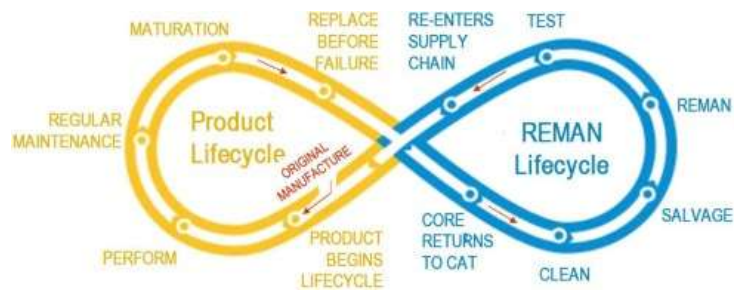 MATURATION
REPLACE
BEFORE
FAILURE
RE-ENTERS
SUPPLY
CHAIN
TEST
REGULAR
MAINTENANCE
Product
Lifecycle
ORIGINAL
MANUFACTURE
REMAN
Lifecycle
REMAN
PERFORM
PRODUCT
BEGINS
LIFECYCLE
CORE
RETURNS
TO CAT
CLEAN
SALVAGE